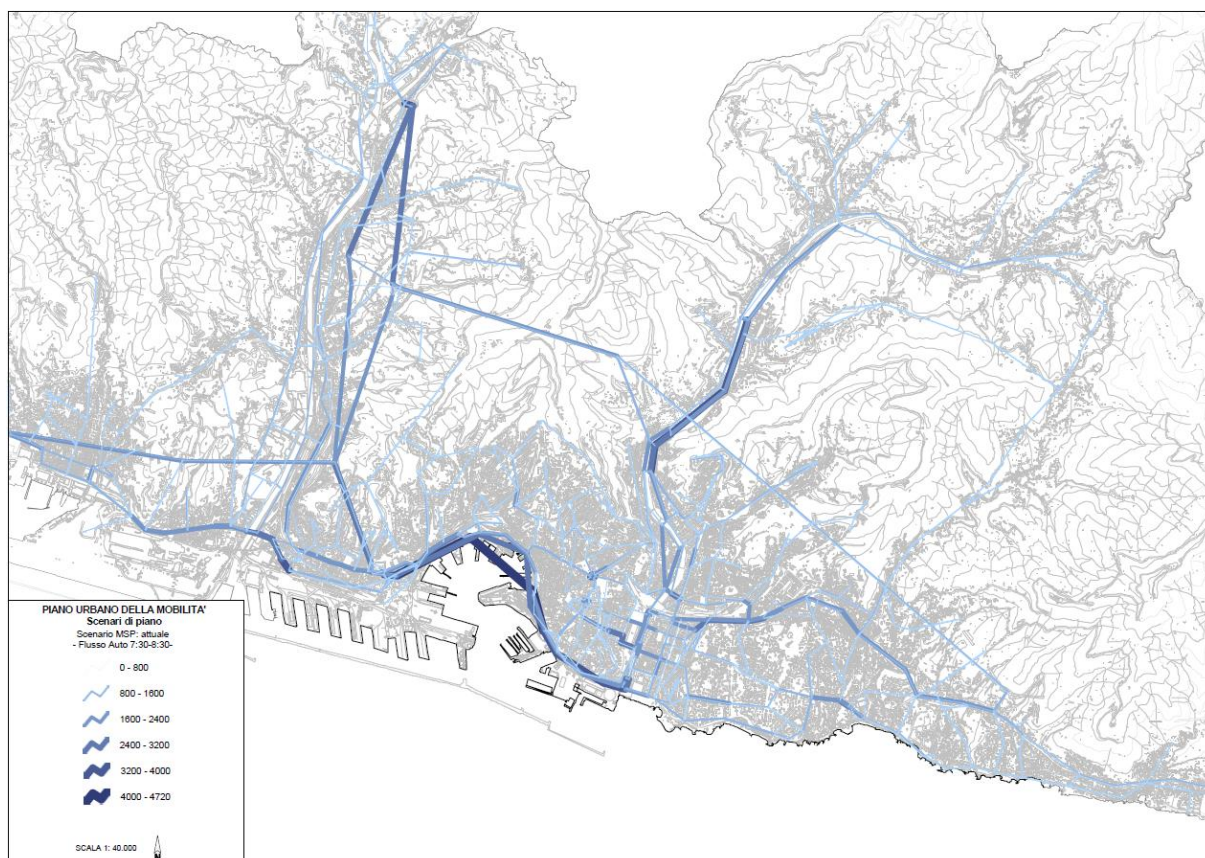 PIANO URBANO DELLA MOBILITA'
Scenari di piano
Scenario MSP: attuale
- Flusso Auto 7:30-8:30-
0 - 800
800 - 1600
1600 - 2400
2400 - 3200
3200 - 4000
4000 - 4720
SCALA 1: 40.000